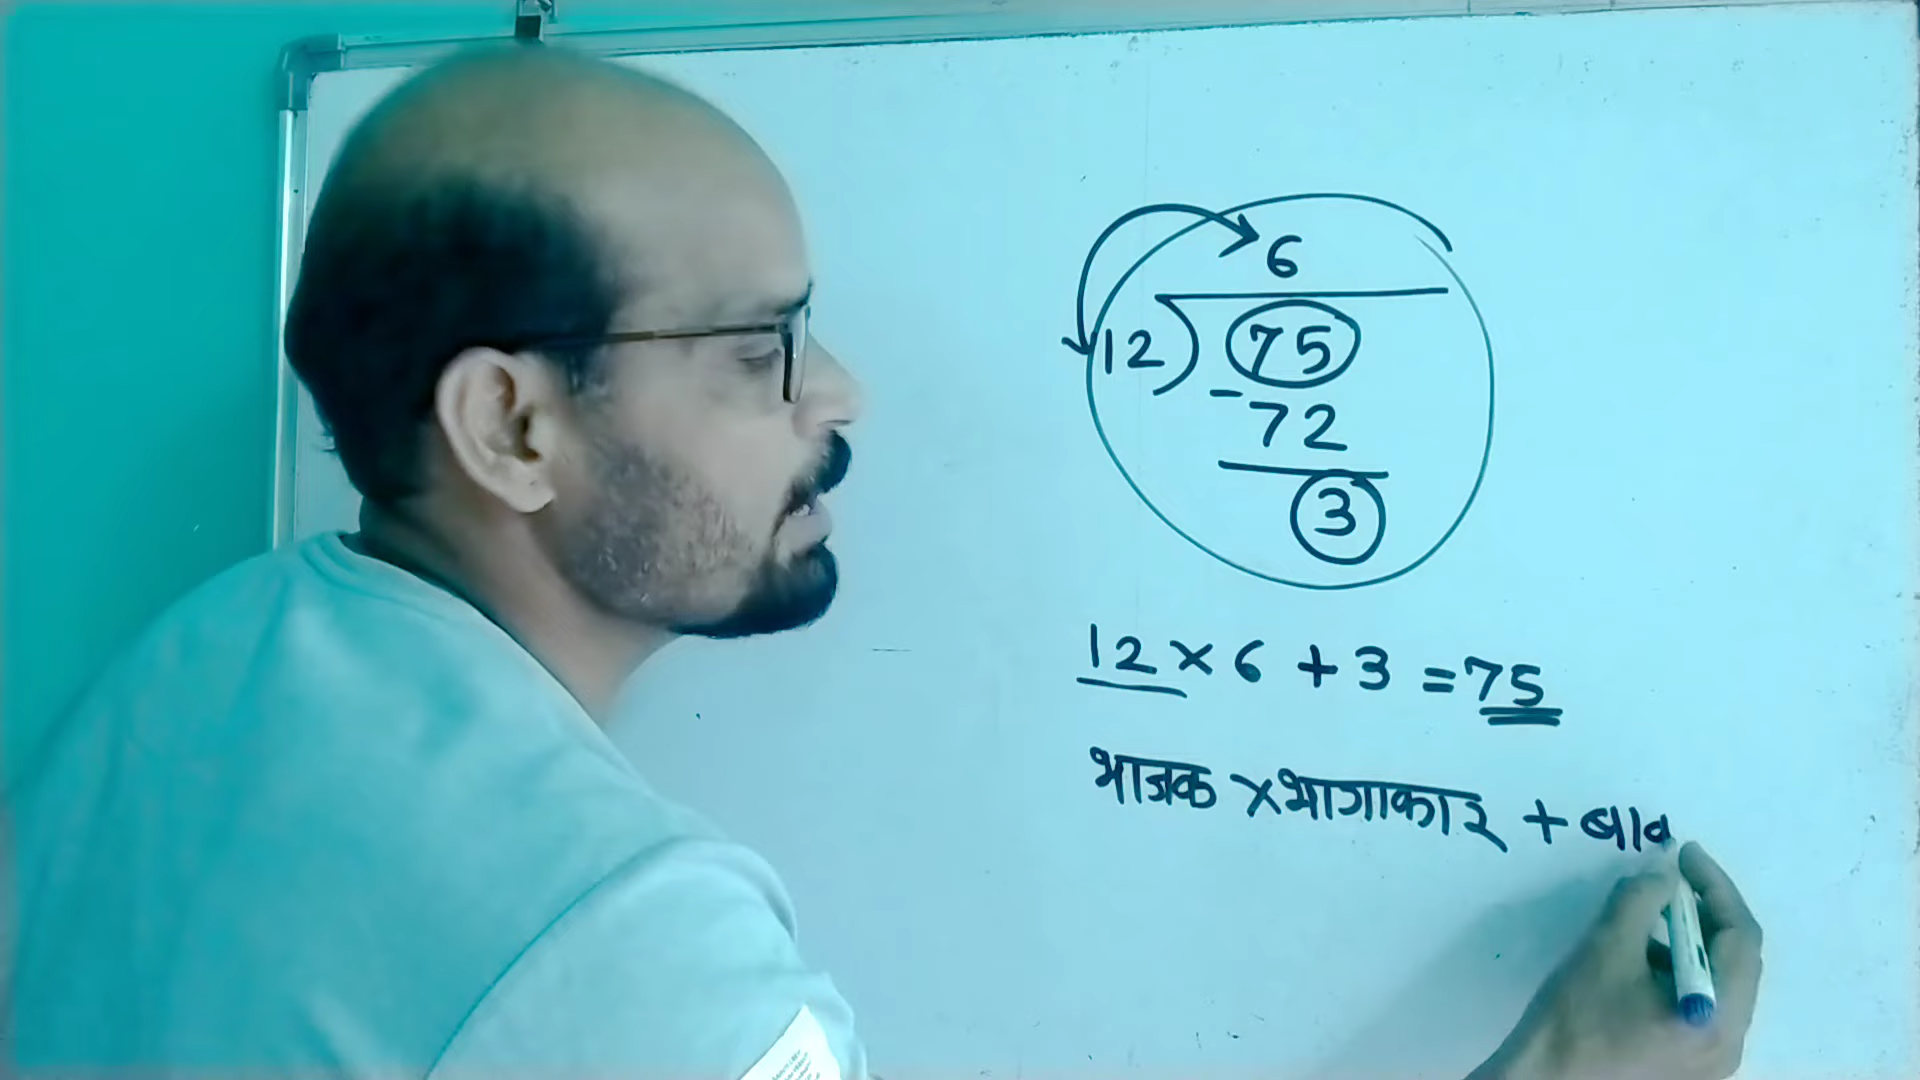 6
12) 75
-72
3
12 × 6 + 3 = 75
भाजक × भागाकार + बाक